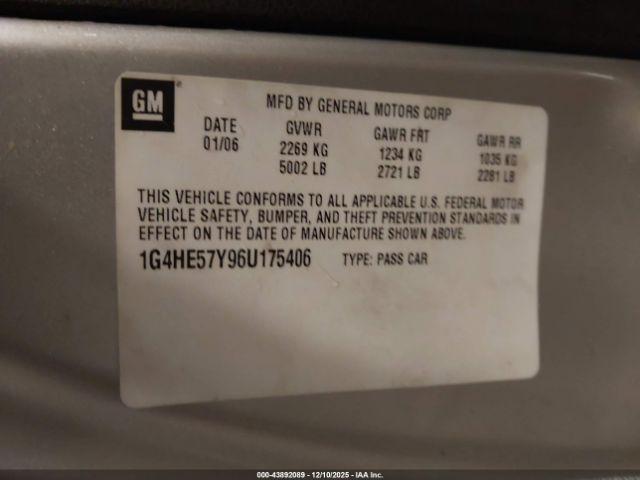 GM
MFD BY GENERAL MOTORS CORP
DATE GVWR GAWR FRT GAWR RR
01/06 2269 KG 1234 KG 1035 KG
5002 LB 2721 LB 2281 LB
THIS VEHICLE CONFORMS TO ALL APPLICABLE U.S. FEDERAL MOTOR
VEHICLE SAFETY, BUMPER, AND THEFT PREVENTION STANDARDS IN
EFFECT ON THE DATE OF MANUFACTURE SHOWN ABOVE.
1G4HE57Y96U175406 TYPE: PASS CAR
000-43892089 - 12/10/2025 - IAA Inc.